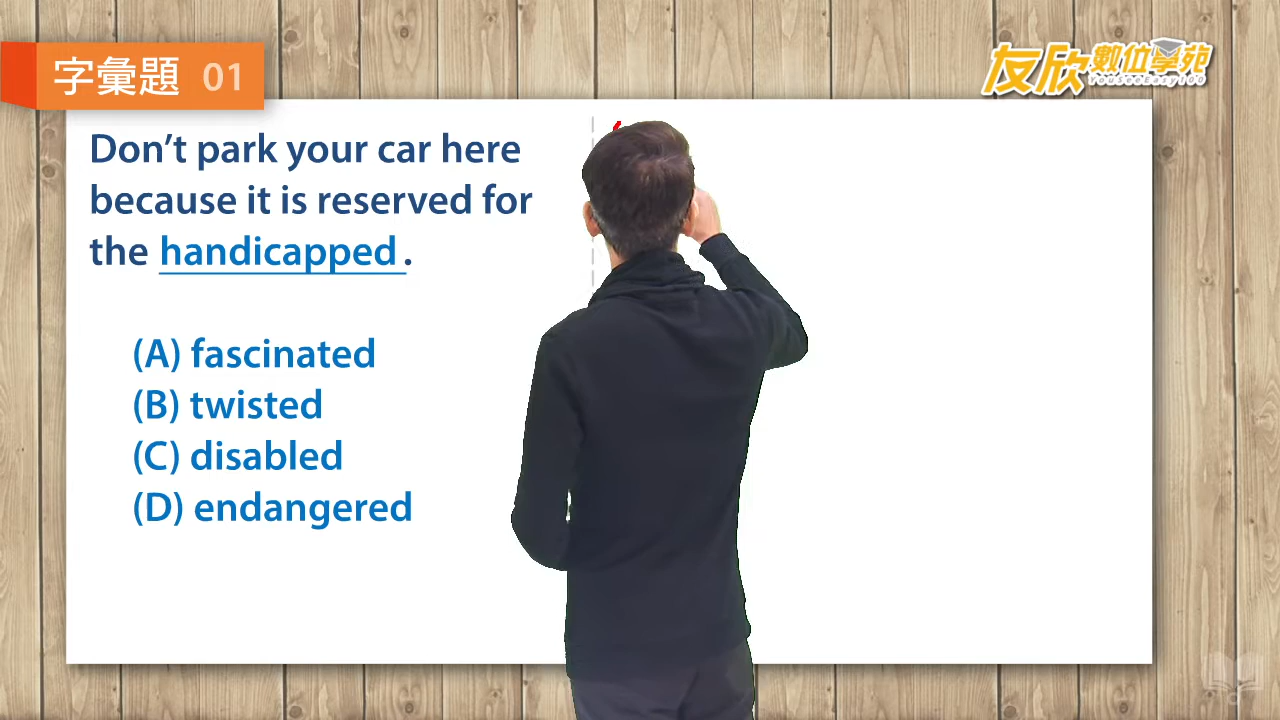 字彙題 01
友欣數位學苑
YouSeeEasy100
Don't park your car here
because it is reserved for
the handicapped.
(A) fascinated
(B) twisted
(C) disabled
(D) endangered